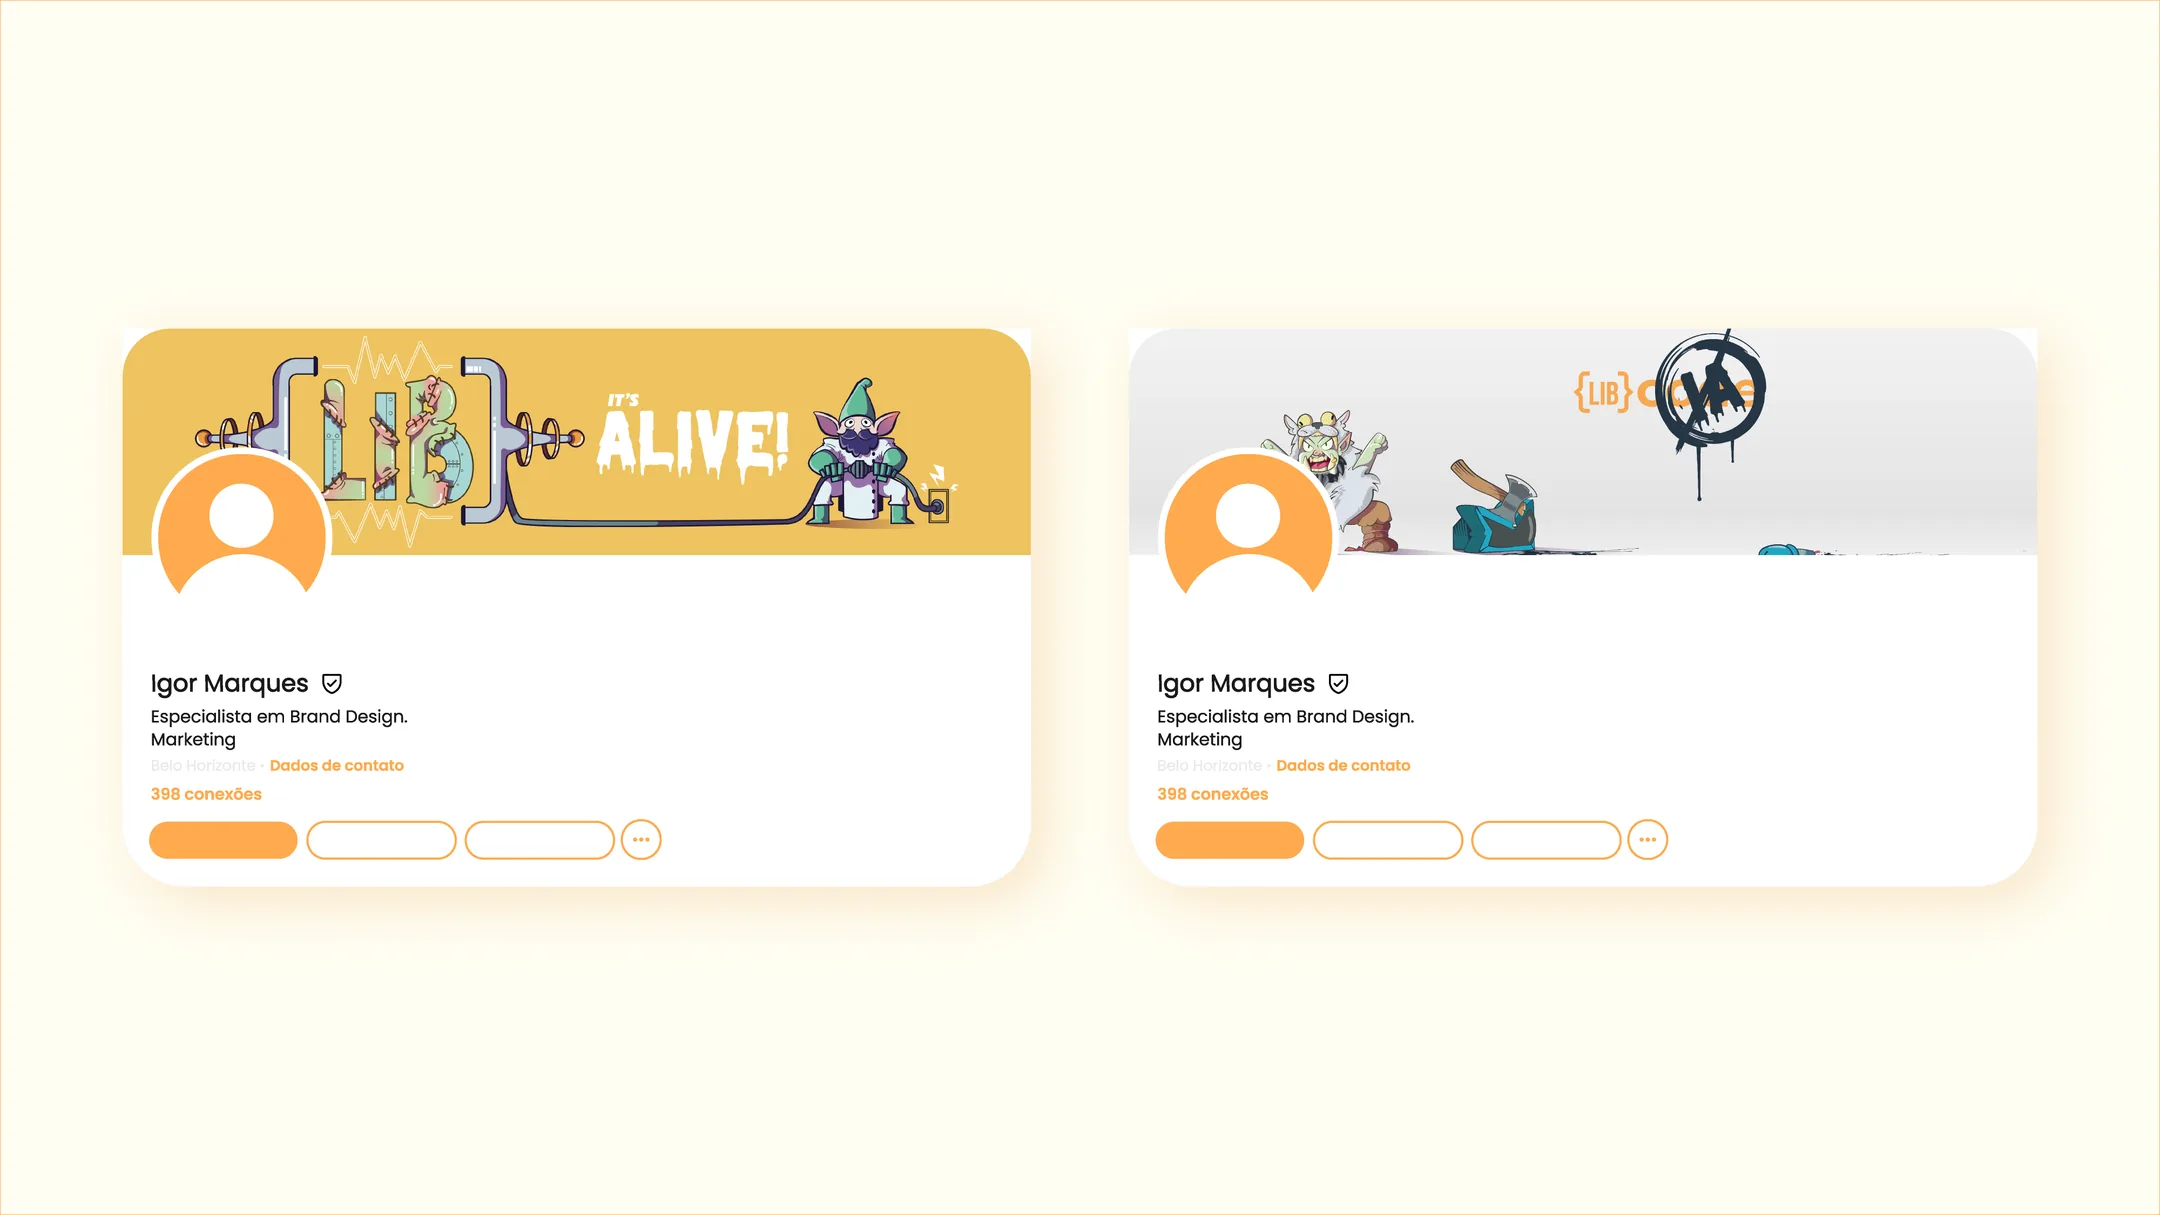 {LIB}
IT'S
ALIVE!
Igor Marques
Especialista em Brand Design.
Marketing
Belo Horizonte • Dados de contato
398 conexões
{LIB}
IA
Igor Marques
Especialista em Brand Design.
Marketing
Belo Horizonte • Dados de contato
398 conexões